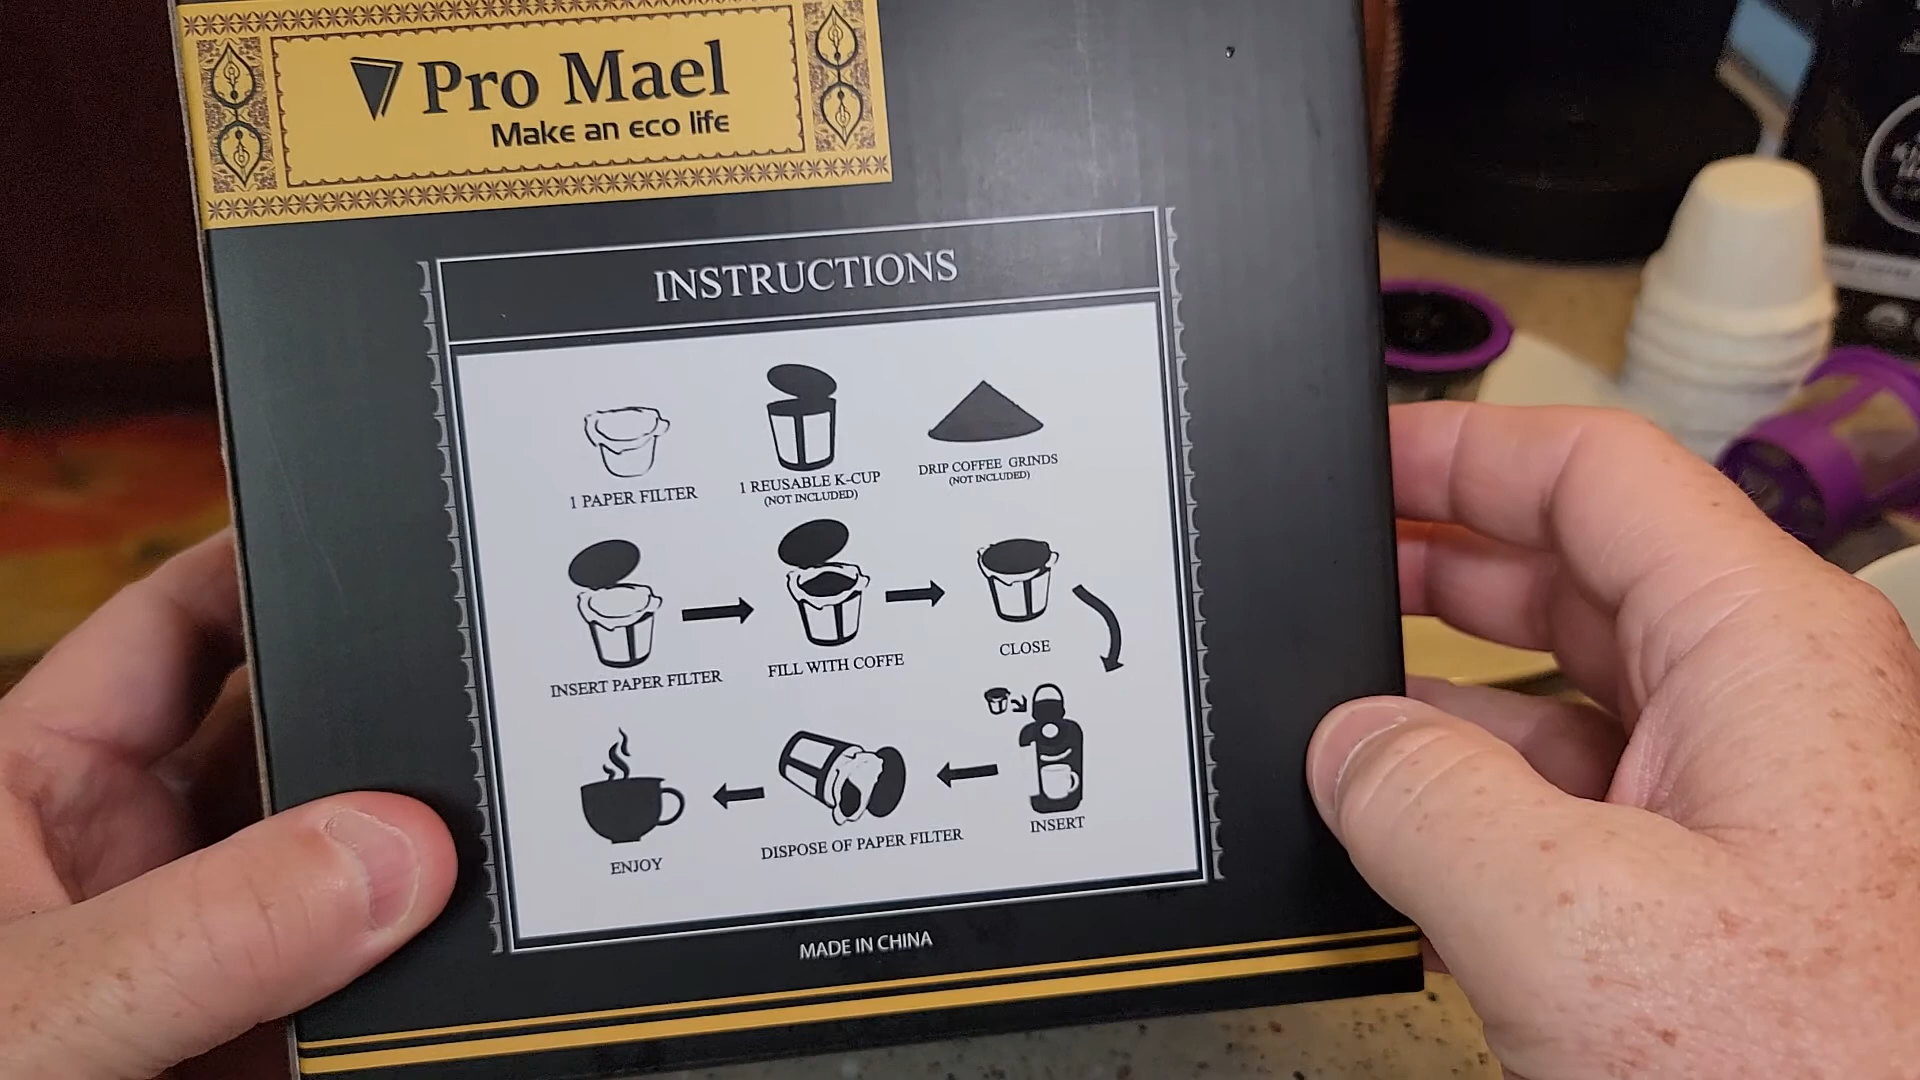 Pro Mael
Make an eco life
INSTRUCTIONS
1 PAPER FILTER
1 REUSABLE K-CUP
(NOT INCLUDED)
DRIP COFFEE GRINDS
(NOT INCLUDED)
INSERT PAPER FILTER
FILL WITH COFFE
CLOSE
ENJOY
DISPOSE OF PAPER FILTER
INSERT
MADE IN CHINA